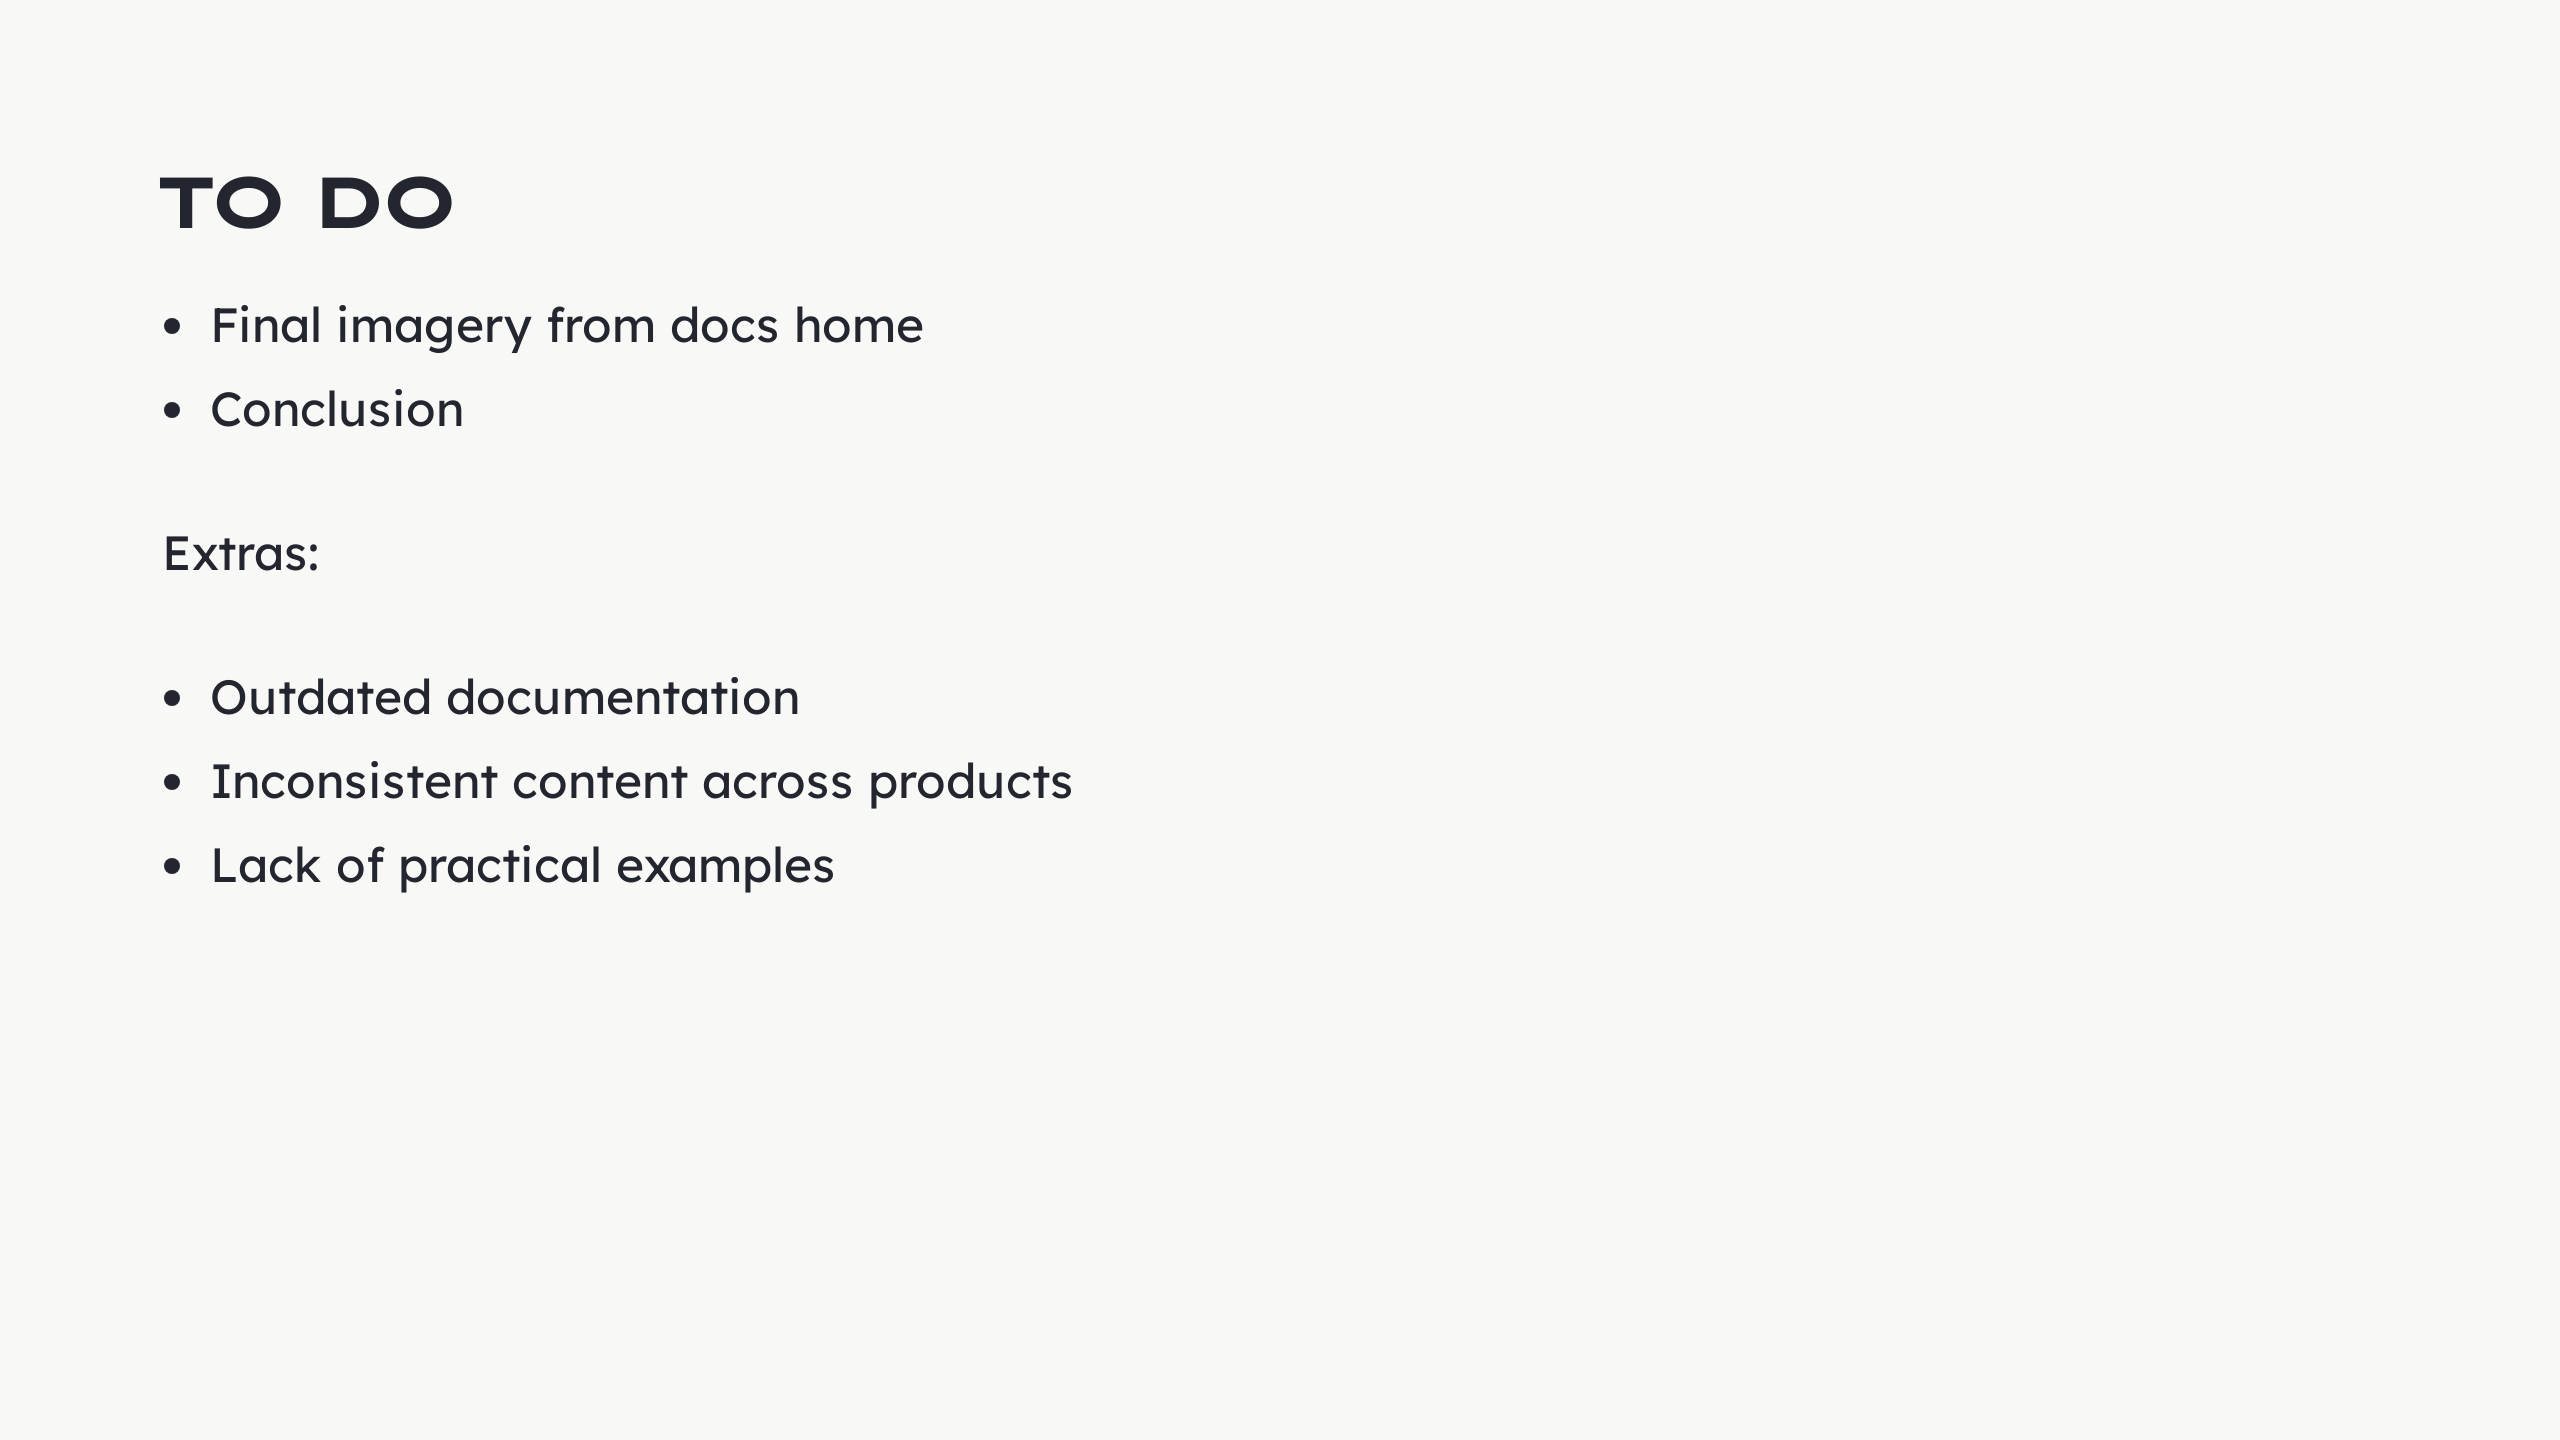 TO DO
• Final imagery from docs home
• Conclusion
Extras:
• Outdated documentation
• Inconsistent content across products
• Lack of practical examples